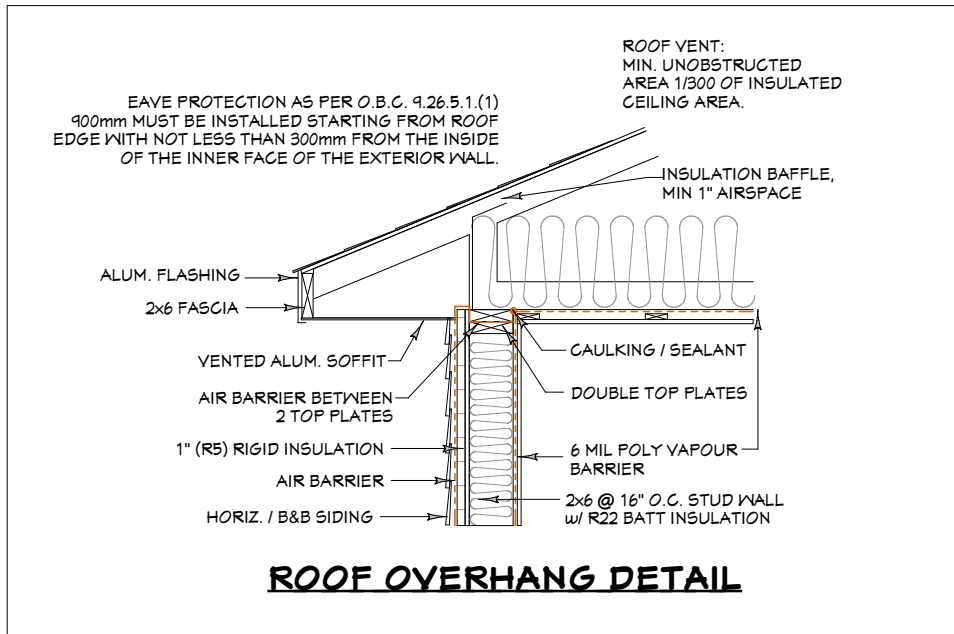 ROOF VENT:
MIN. UNOBSTRUCTED
AREA 1/300 OF INSULATED
CEILING AREA.
EAVE PROTECTION AS PER O.B.C. 9.26.5.1.(1)
900mm MUST BE INSTALLED STARTING FROM ROOF
EDGE WITH NOT LESS THAN 300mm FROM THE INSIDE
OF THE INNER FACE OF THE EXTERIOR WALL.
INSULATION BAFFLE,
MIN 1" AIRSPACE
ALUM. FLASHING
2x6 FASCIA
VENTED ALUM. SOFFIT
AIR BARRIER BETWEEN
2 TOP PLATES
1" (R5) RIGID INSULATION
AIR BARRIER
HORIZ. / B&B SIDING
CAULKING / SEALANT
DOUBLE TOP PLATES
6 MIL POLY VAPOUR
BARRIER
2x6 @ 16" O.C. STUD WALL
w/ R22 BATT INSULATION
ROOF OVERHANG DETAIL